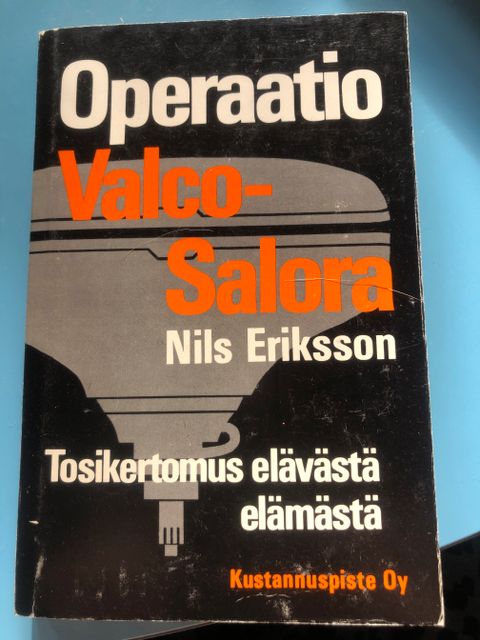 Operaatio
Valco-
Salora
Nils Eriksson
Tosikertomus elävästä
elämästä
Kustannuspiste Oy